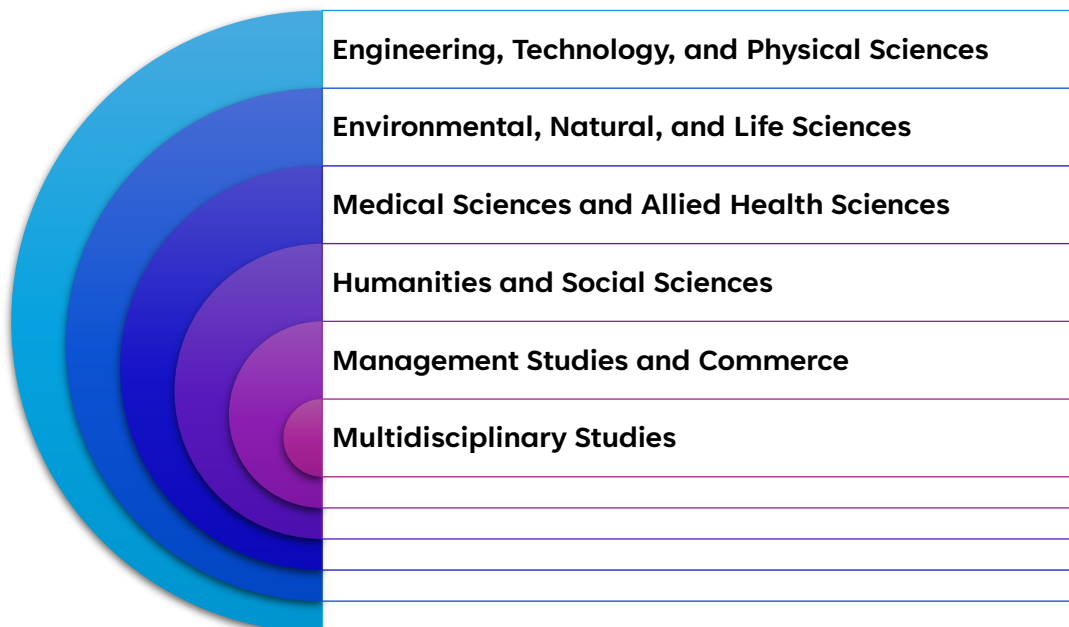 Engineering, Technology, and Physical Sciences
Environmental, Natural, and Life Sciences
Medical Sciences and Allied Health Sciences
Humanities and Social Sciences
Management Studies and Commerce
Multidisciplinary Studies